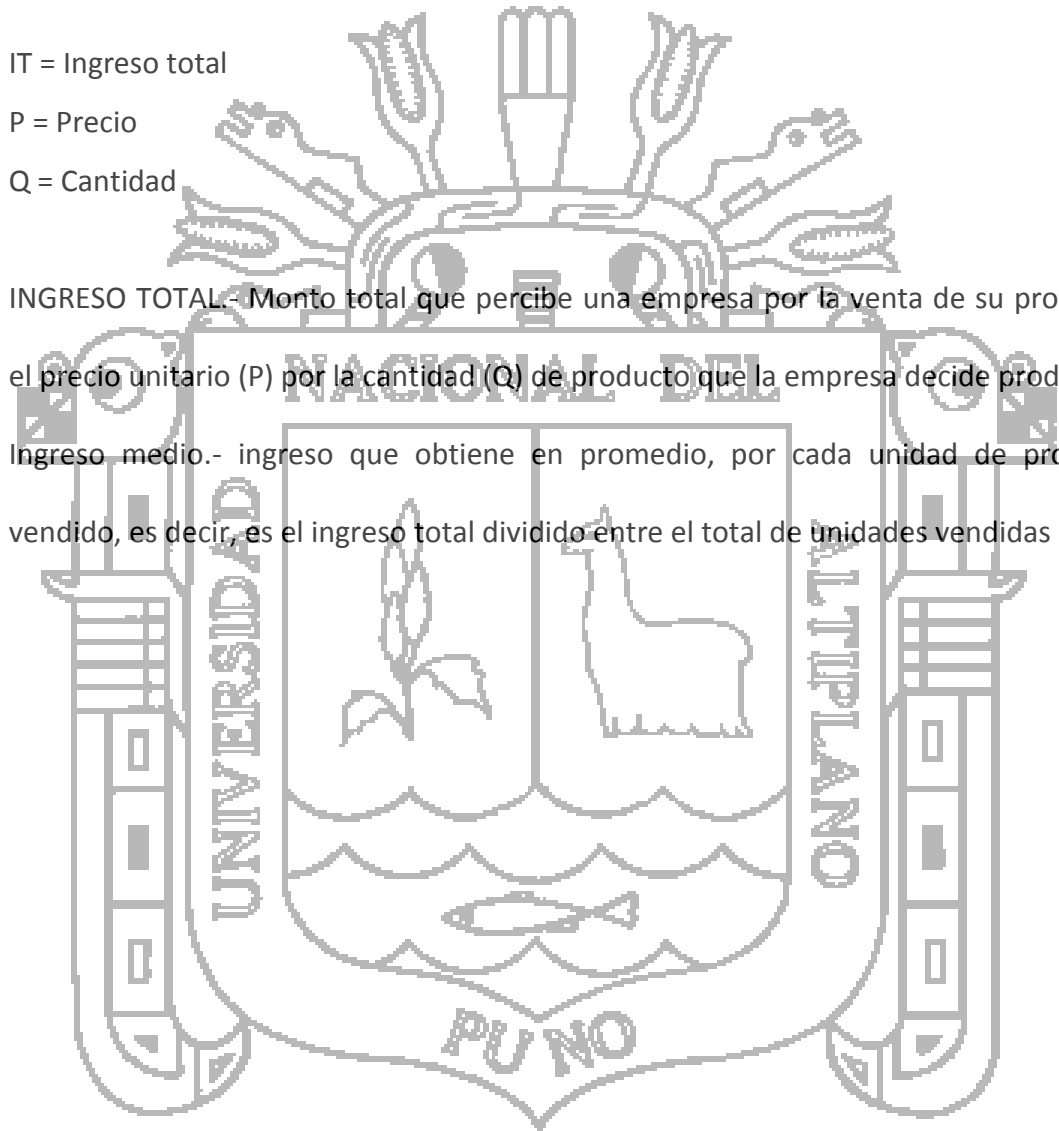 IT = Ingreso total
P = Precio
Q = Cantidad
INGRESO TOTAL.- Monto total que percibe una empresa por la venta de su pro
el precio unitario (P) por la cantidad (Q) de producto que la empresa decide prod
Ingreso medio.- ingreso que obtiene en promedio, por cada unidad de pro
vendido, es decir, es el ingreso total dividido entre el total de unidades vendidas
UNIVERSIDAD
NACIONAL DEL
ALTIPLANO
PUNO